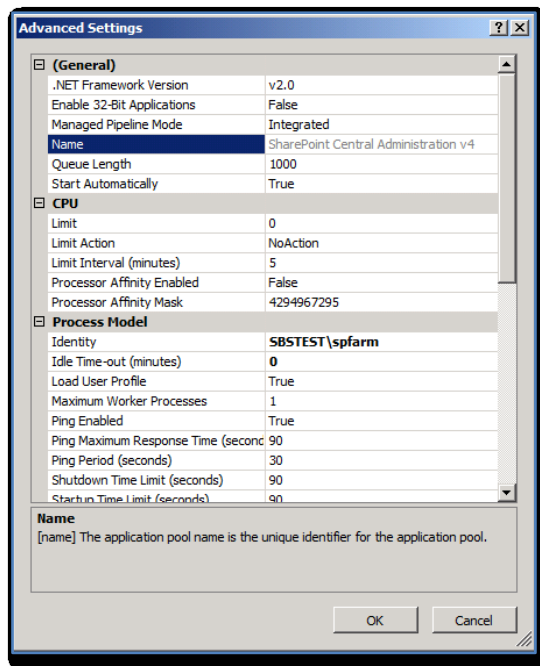 Advanced Settings
(General)
.NET Framework Version v2.0
Enable 32-Bit Applications False
Managed Pipeline Mode Integrated
Name SharePoint Central Administration v4
Queue Length 1000
Start Automatically True
CPU
Limit 0
Limit Action NoAction
Limit Interval (minutes) 5
Processor Affinity Enabled False
Processor Affinity Mask 4294967295
Process Model
Identity SBSTEST\spfarm
Idle Time-out (minutes) 0
Load User Profile True
Maximum Worker Processes 1
Ping Enabled True
Ping Maximum Response Time (second 90
Ping Period (seconds) 30
Shutdown Time Limit (seconds) 90
Startup Time Limit (seconds) 90
Name
[name] The application pool name is the unique identifier for the application pool.
OK Cancel